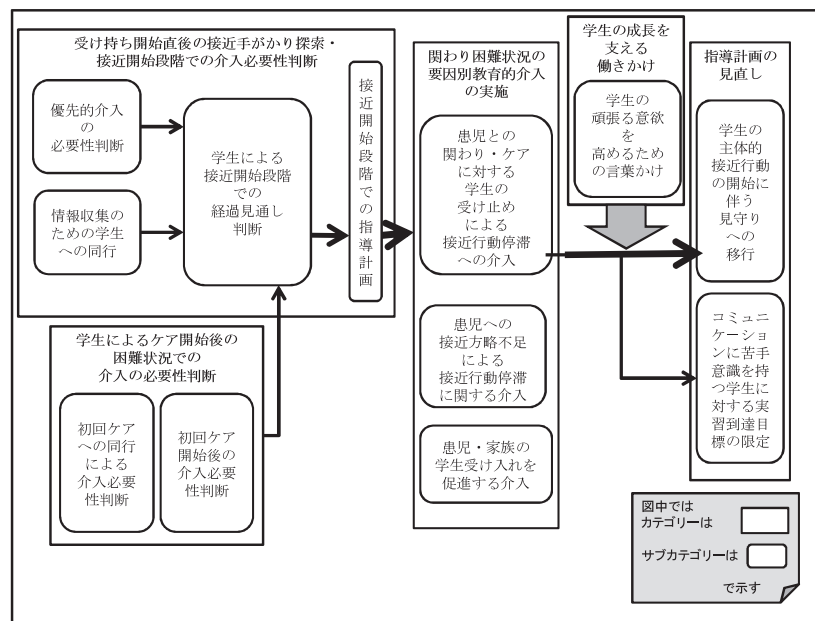 受け持ち開始直後の接近手がかり探索・
接近開始段階での介入必要性判断
優先的介入
の
必要性判断
情報収集の
ための学生
への同行
学生による
接近開始段階
での
経過見通し
判断
接近開始段階での指導計画
学生によるケア開始後の
困難状況での
介入の必要性判断
初回ケア
への同行
による
介入必要
性判断
初回ケア
開始後の
介入必要
性判断
関わり困難状況の
要因別教育的介入
の実施
患児との
関わり・ケア
に対する
学生の
受け止め
による
接近行動停滞
への介入
患児への
接近方略不足
による
接近行動停滞
に関する介入
患児・家族の
学生受け入れを
促進する介入
学生の成長を
支える
働きかけ
学生の
頑張る意欲
を
高めるため
の言葉かけ
指導計画の
見直し
学生の
主体的
接近行動
の開始に
伴う
見守り
への
移行
コミュニ
ケーショ
ンに苦手
意識を持
つ学生に
対する実
習到達目
標の限定
図中では
カテゴリーは
サブカテゴリーは
で示す